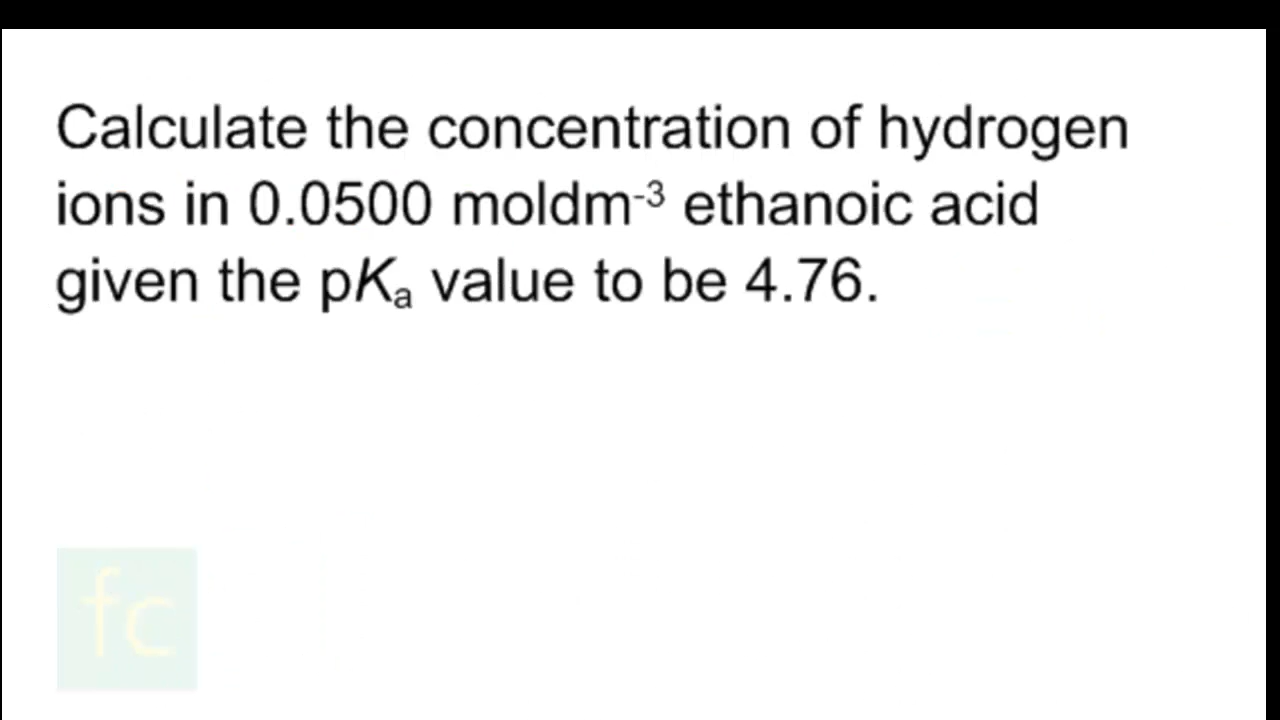 Calculate the concentration of hydrogen
ions in 0.0500 moldm⁻³ ethanoic acid
given the pKₐ value to be 4.76.
fc